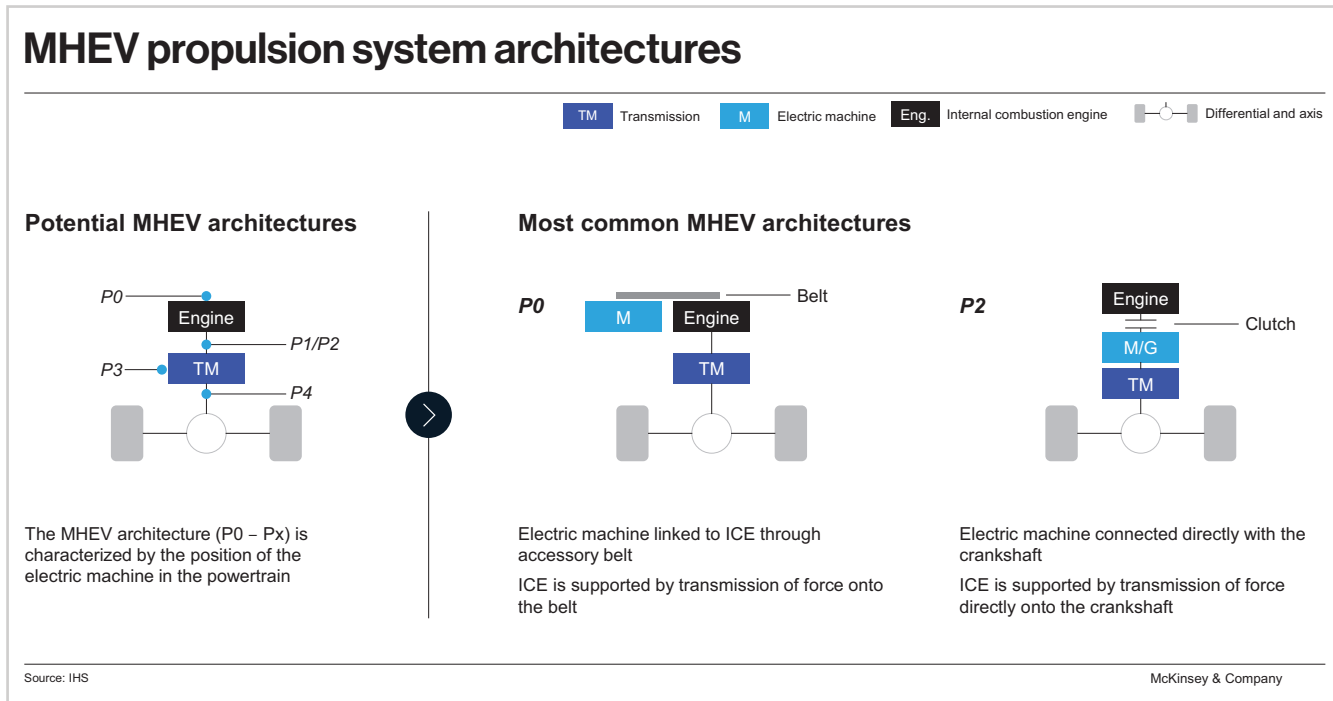 MHEV propulsion system architectures
TM Transmission M Electric machine Eng. Internal combustion engine Differential and axis
Potential MHEV architectures
P0
Engine
P1/P2
P3
TM
P4
The MHEV architecture (P0 – Px) is
characterized by the position of the
electric machine in the powertrain
Most common MHEV architectures
P0
Belt
M
Engine
TM
Electric machine linked to ICE through
accessory belt
ICE is supported by transmission of force onto
the belt
P2
Engine
Clutch
M/G
TM
Electric machine connected directly with the
crankshaft
ICE is supported by transmission of force
directly onto the crankshaft
Source: IHS
McKinsey & Company